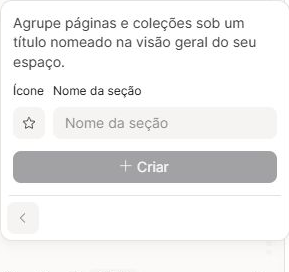 Agrupe páginas e coleções sob um
título nomeado na visão geral do seu
espaço.
Ícone Nome da seção
Nome da seção
+ Criar